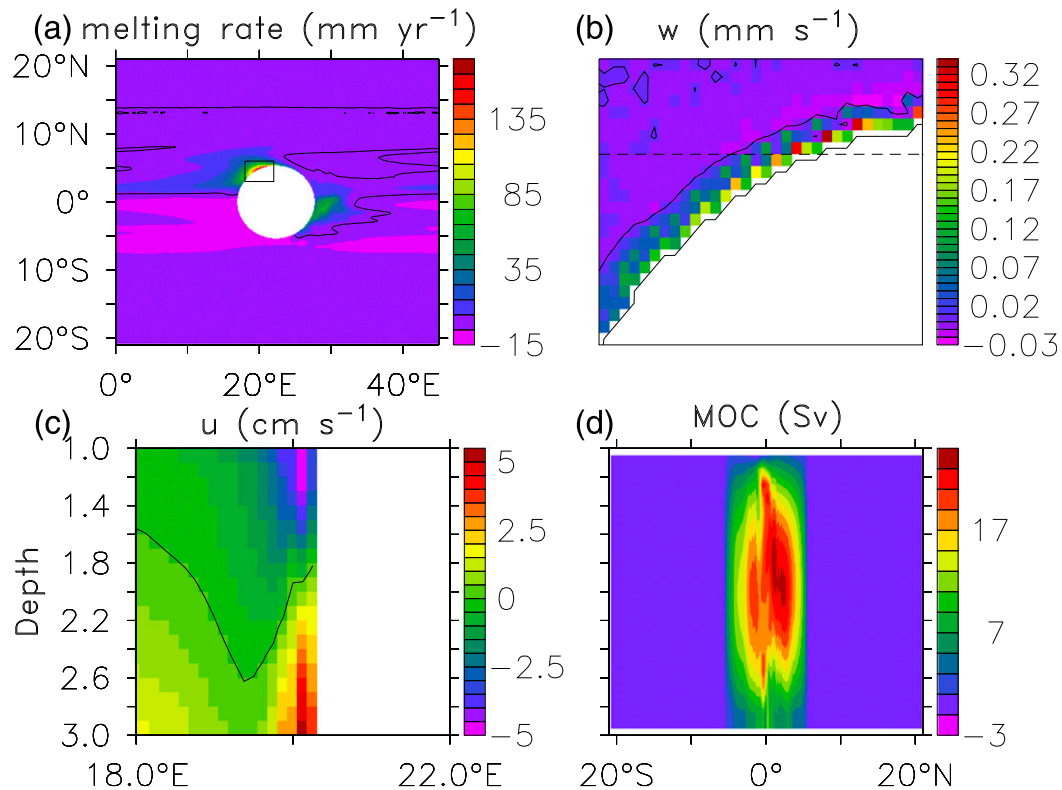 (a) melting rate (mm yr⁻¹)
20°N
10°N
0°
10°S
20°S
0°
20°E
40°E
135
85
35
−15
(b) w (mm s⁻¹)
0.32
0.27
0.22
0.17
0.12
0.07
0.02
−0.03
(c) u (cm s⁻¹)
Depth
1.0
1.4
1.8
2.2
2.6
3.0
18.0°E
22.0°E
5
2.5
0
−2.5
−5
(d) MOC (Sv)
20°S
0°
20°N
17
7
−3